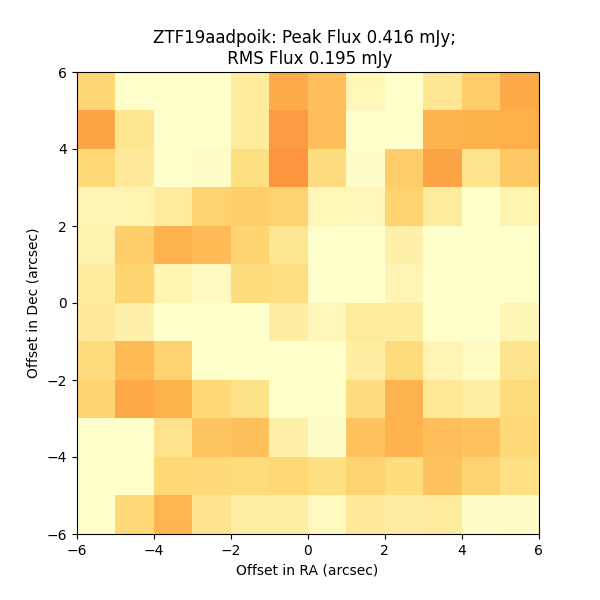 ZTF19aadpoik: Peak Flux 0.416 mJy;
RMS Flux 0.195 mJy
6
4
2
0
−2
−4
−6
Offset in Dec (arcsec)
−6 −4 −2 0 2 4 6
Offset in RA (arcsec)